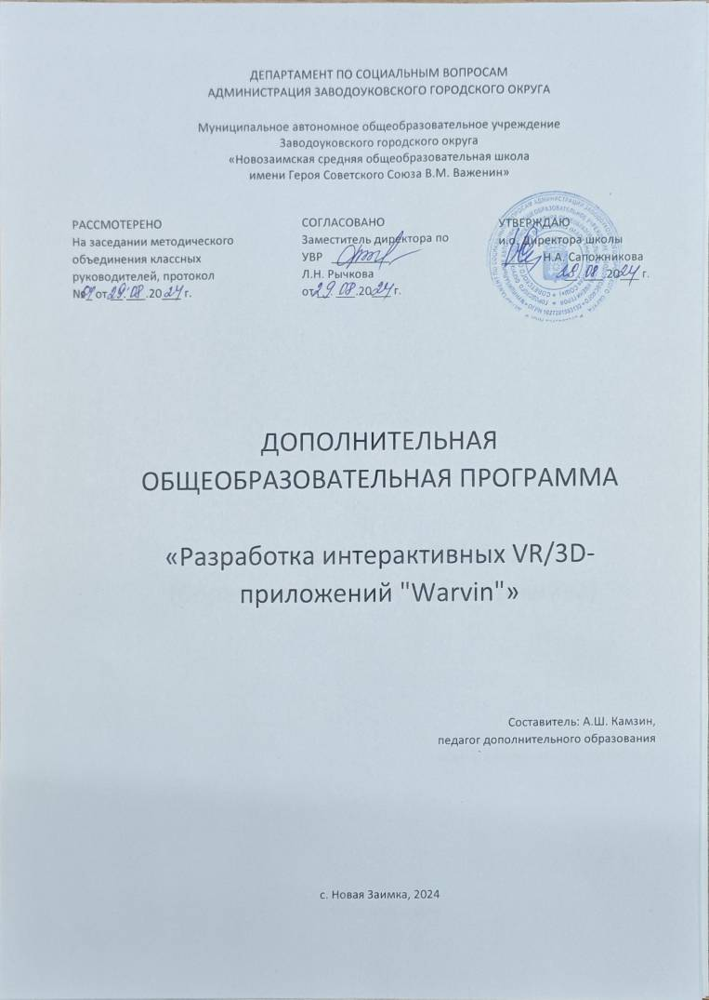 ДЕПАРТАМЕНТ ПО СОЦИАЛЬНЫМ ВОПРОСАМ
АДМИНИСТРАЦИЯ ЗАВОДОУКОВСКОГО ГОРОДСКОГО ОКРУГА
Муниципальное автономное общеобразовательное учреждение
Заводоуковского городского округа
«Новозаимская средняя общеобразовательная школа
имени Героя Советского Союза В.М. Важенин»
РАССМОТЕРЕНО
На заседании методического
объединения классных
руководителей, протокол
№ от 29.08.2024 г.
СОГЛАСОВАНО
Заместитель директора по
УВР
Л.Н. Рычкова
от 29.08.2024 г.
УТВЕРЖДАЮ
и.о. Директора школы
Н.А. Сапожникова
29.08.2024 г.
ДОПОЛНИТЕЛЬНАЯ
ОБЩЕОБРАЗОВАТЕЛЬНАЯ ПРОГРАММА
«Разработка интерактивных VR/3D-
приложений "Warvin"»
Составитель: А.Ш. Камзин,
педагог дополнительного образования
с. Новая Заимка, 2024